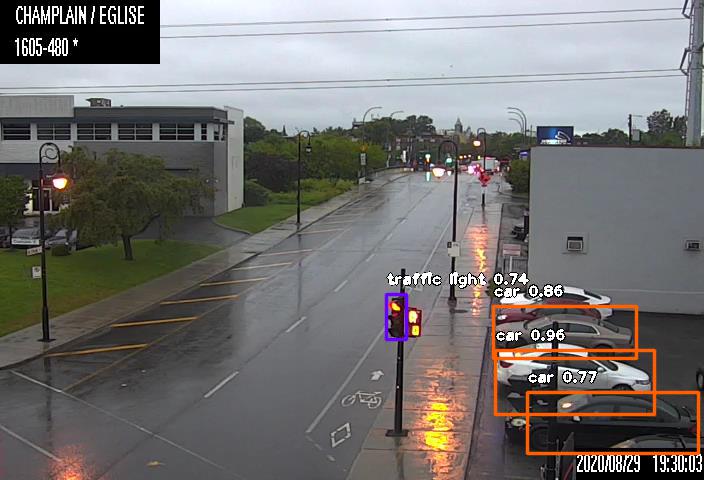 CHAMPLAIN / EGLISE
1605-480 *
traffic light 0.74
car 0.86
car 0.96
car 0.77
2020/08/29 19:30:03